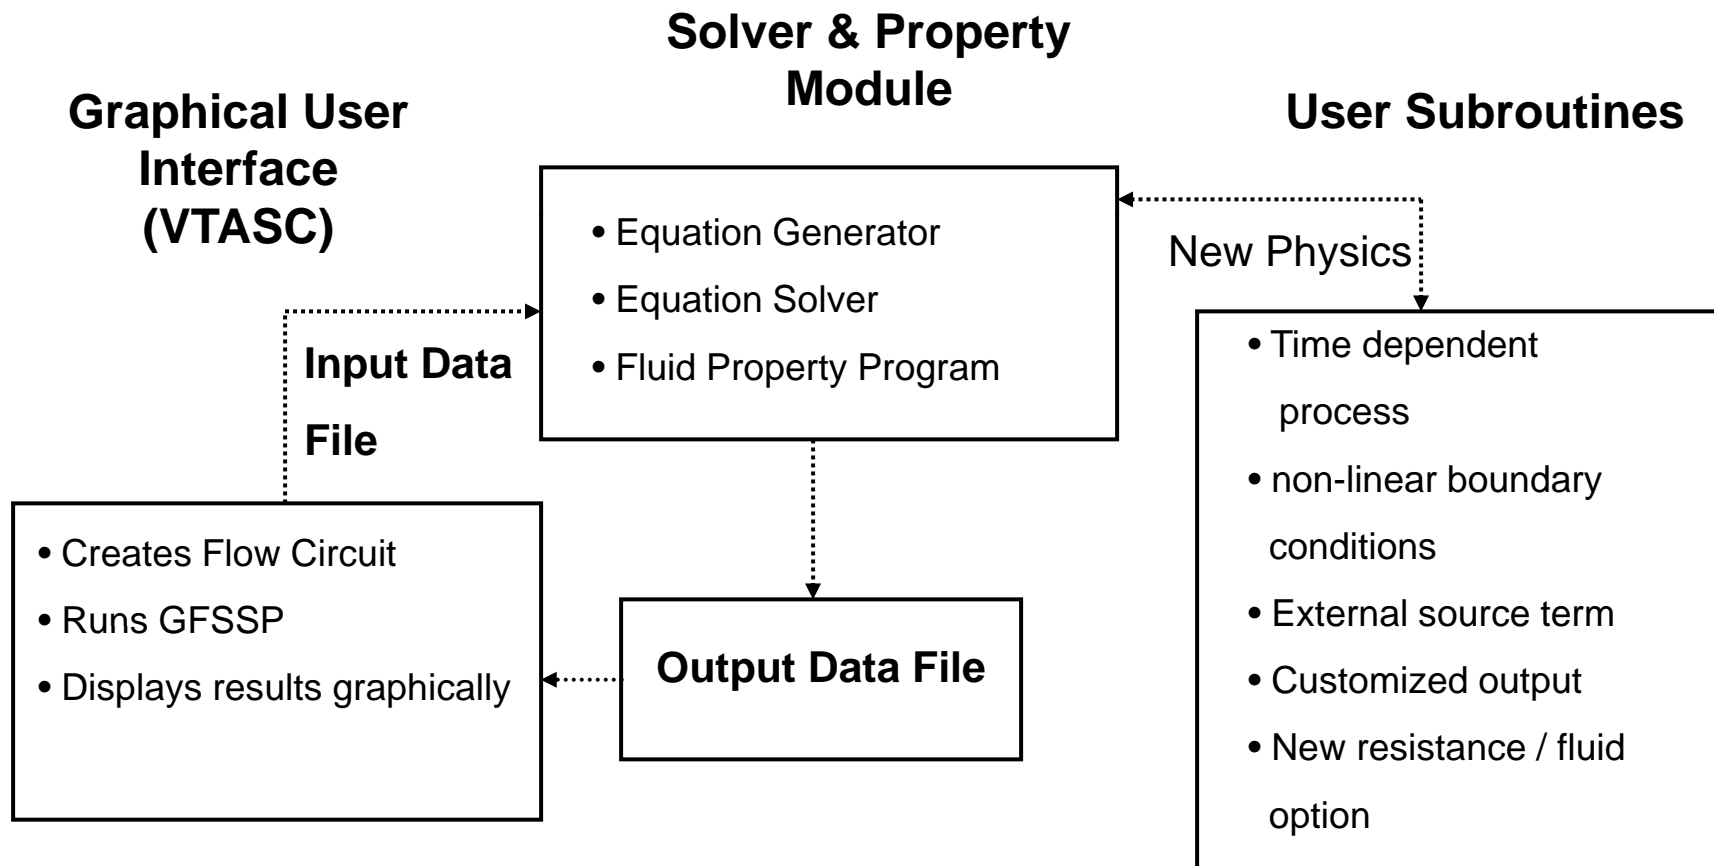 Solver & Property
Module
Graphical User
Interface
(VTASC)
User Subroutines
• Equation Generator
• Equation Solver
• Fluid Property Program
New Physics
Input Data
File
• Creates Flow Circuit
• Runs GFSSP
• Displays results graphically
Output Data File
• Time dependent
process
• non-linear boundary
conditions
• External source term
• Customized output
• New resistance / fluid
option